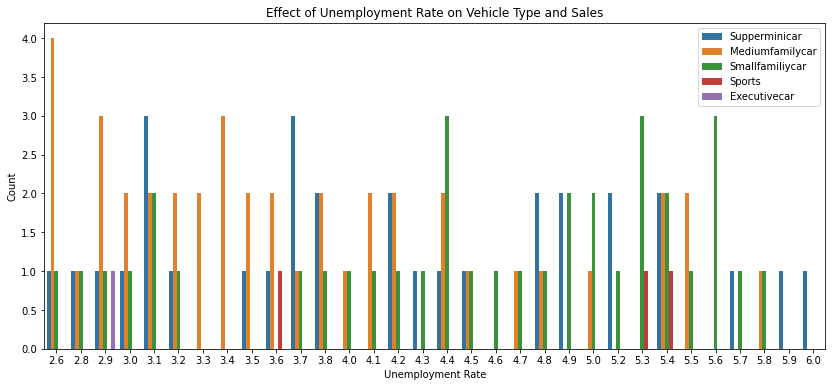 Effect of Unemployment Rate on Vehicle Type and Sales
Supperminicar
Mediumfamilycar
Smallfamiliycar
Sports
Executivecar
Count
4.0
3.5
3.0
2.5
2.0
1.5
1.0
0.5
0.0
2.6 2.8 2.9 3.0 3.1 3.2 3.3 3.4 3.5 3.6 3.7 3.8 4.0 4.1 4.2 4.3 4.4 4.5 4.6 4.7 4.8 4.9 5.0 5.2 5.3 5.4 5.5 5.6 5.7 5.8 5.9 6.0
Unemployment Rate